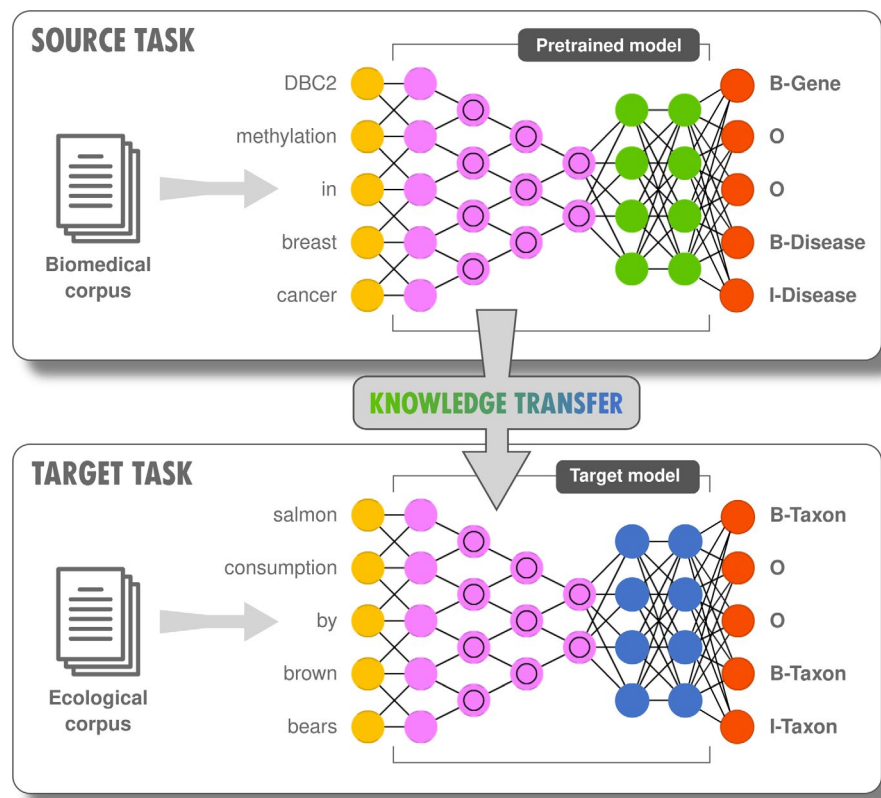 SOURCE TASK
Pretrained model
DBC2
methylation
in
breast
cancer
Biomedical
corpus
B-Gene
O
O
B-Disease
I-Disease
KNOWLEDGE TRANSFER
TARGET TASK
Target model
salmon
consumption
by
brown
bears
Ecological
corpus
B-Taxon
O
O
B-Taxon
I-Taxon